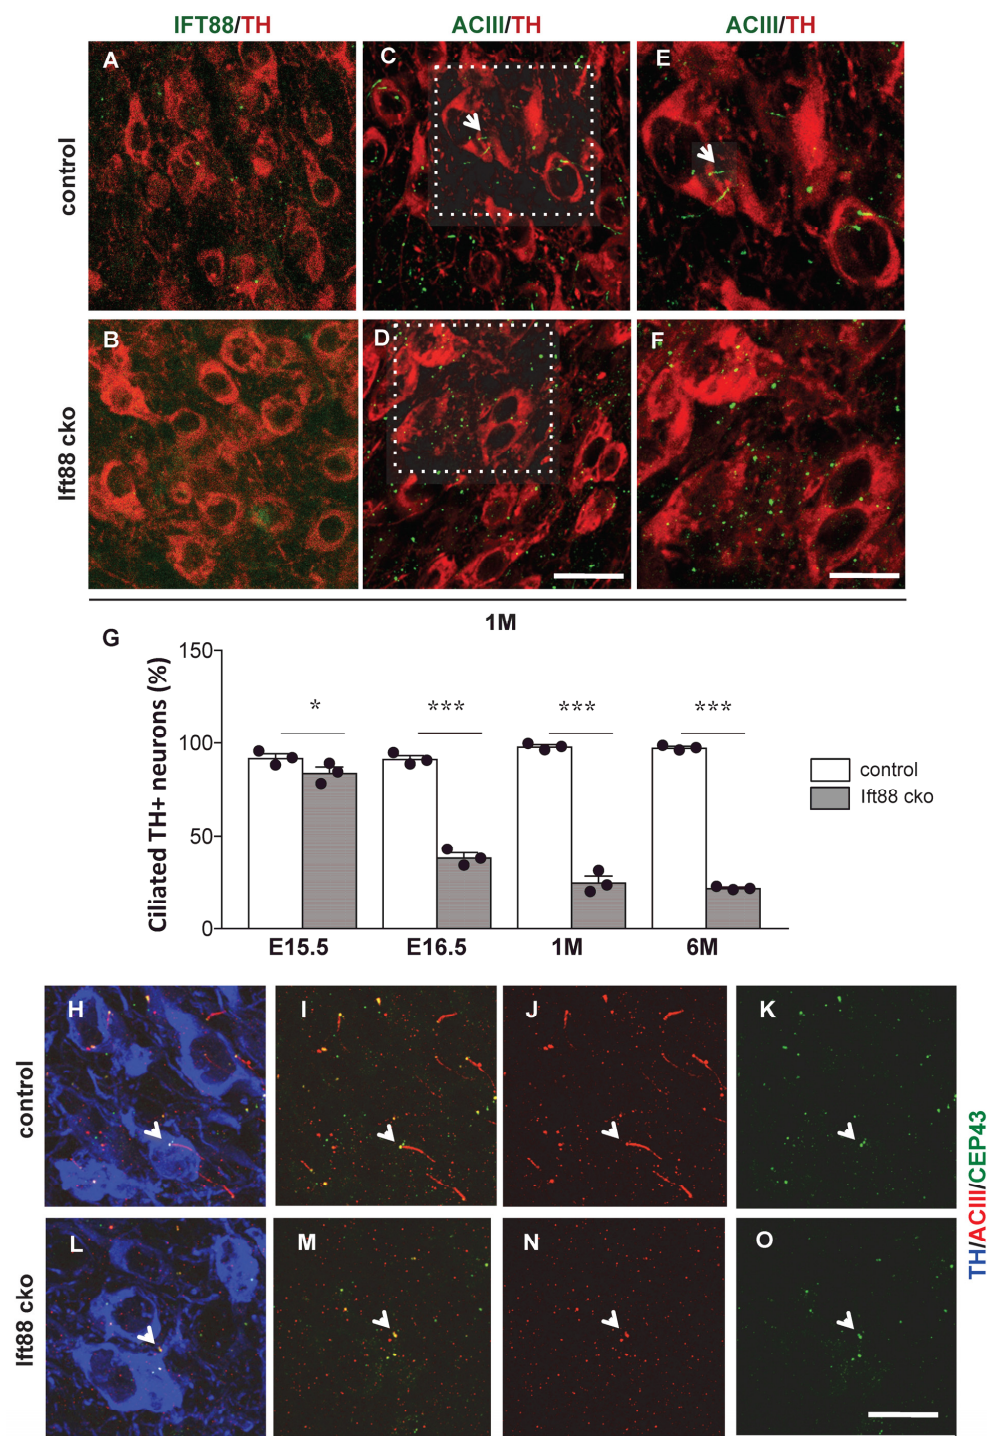 IFT88/TH ACIII/TH ACIII/TH
control
A C E
Ift88 cko
B D F
1M
G
Ciliated TH+ neurons (%)
150
100
50
0
* *** *** ***
E15.5 E16.5 1M 6M
control
Ift88 cko
control
H I J K
Ift88 cko
L M N O
TH/ACIII/CEP43